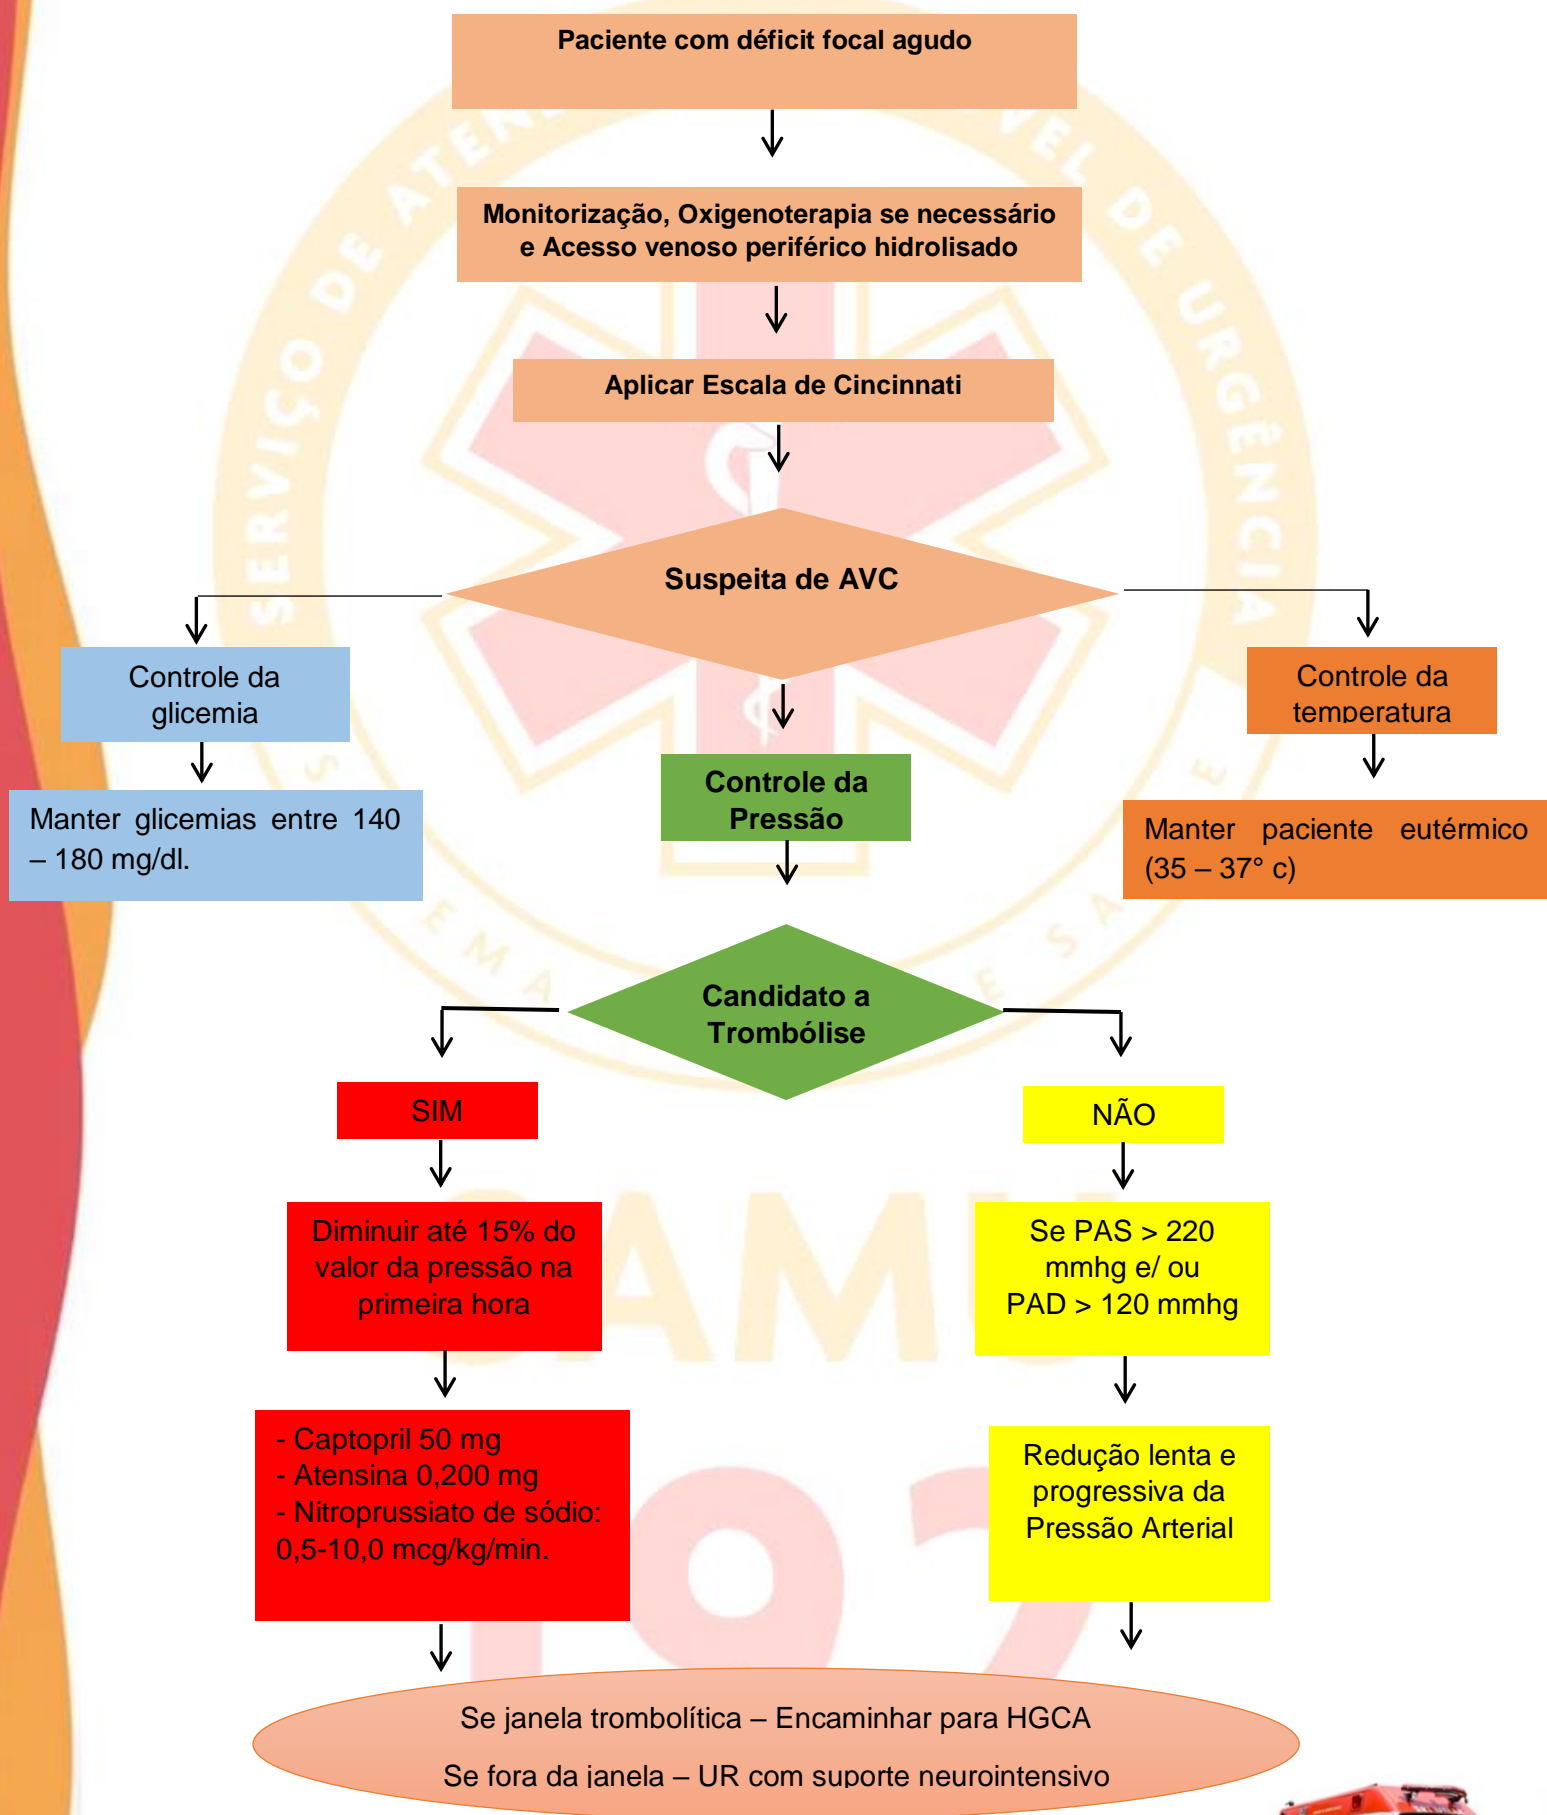 Paciente com déficit focal agudo
Monitorização, Oxigenoterapia se necessário
e Acesso venoso periférico hidrolisado
Aplicar Escala de Cincinnati
Suspeita de AVC
Controle da
glicemia
Controle da
temperatura
Controle da
Pressão
Manter glicemias entre 140
– 180 mg/dl.
Manter paciente eutérmico
(35 – 37° c)
Candidato a
Trombólise
SIM
NÃO
Diminuir até 15% do
valor da pressão na
primeira hora
Se PAS > 220
mmhg e/ ou
PAD > 120 mmhg
- Captopril 50 mg
- Atensina 0,200 mg
- Nitroprussiato de sódio:
0,5-10,0 mcg/kg/min.
Redução lenta e
progressiva da
Pressão Arterial
Se janela trombolítica – Encaminhar para HGCA
Se fora da janela – UR com suporte neurointensivo
SAMU
192